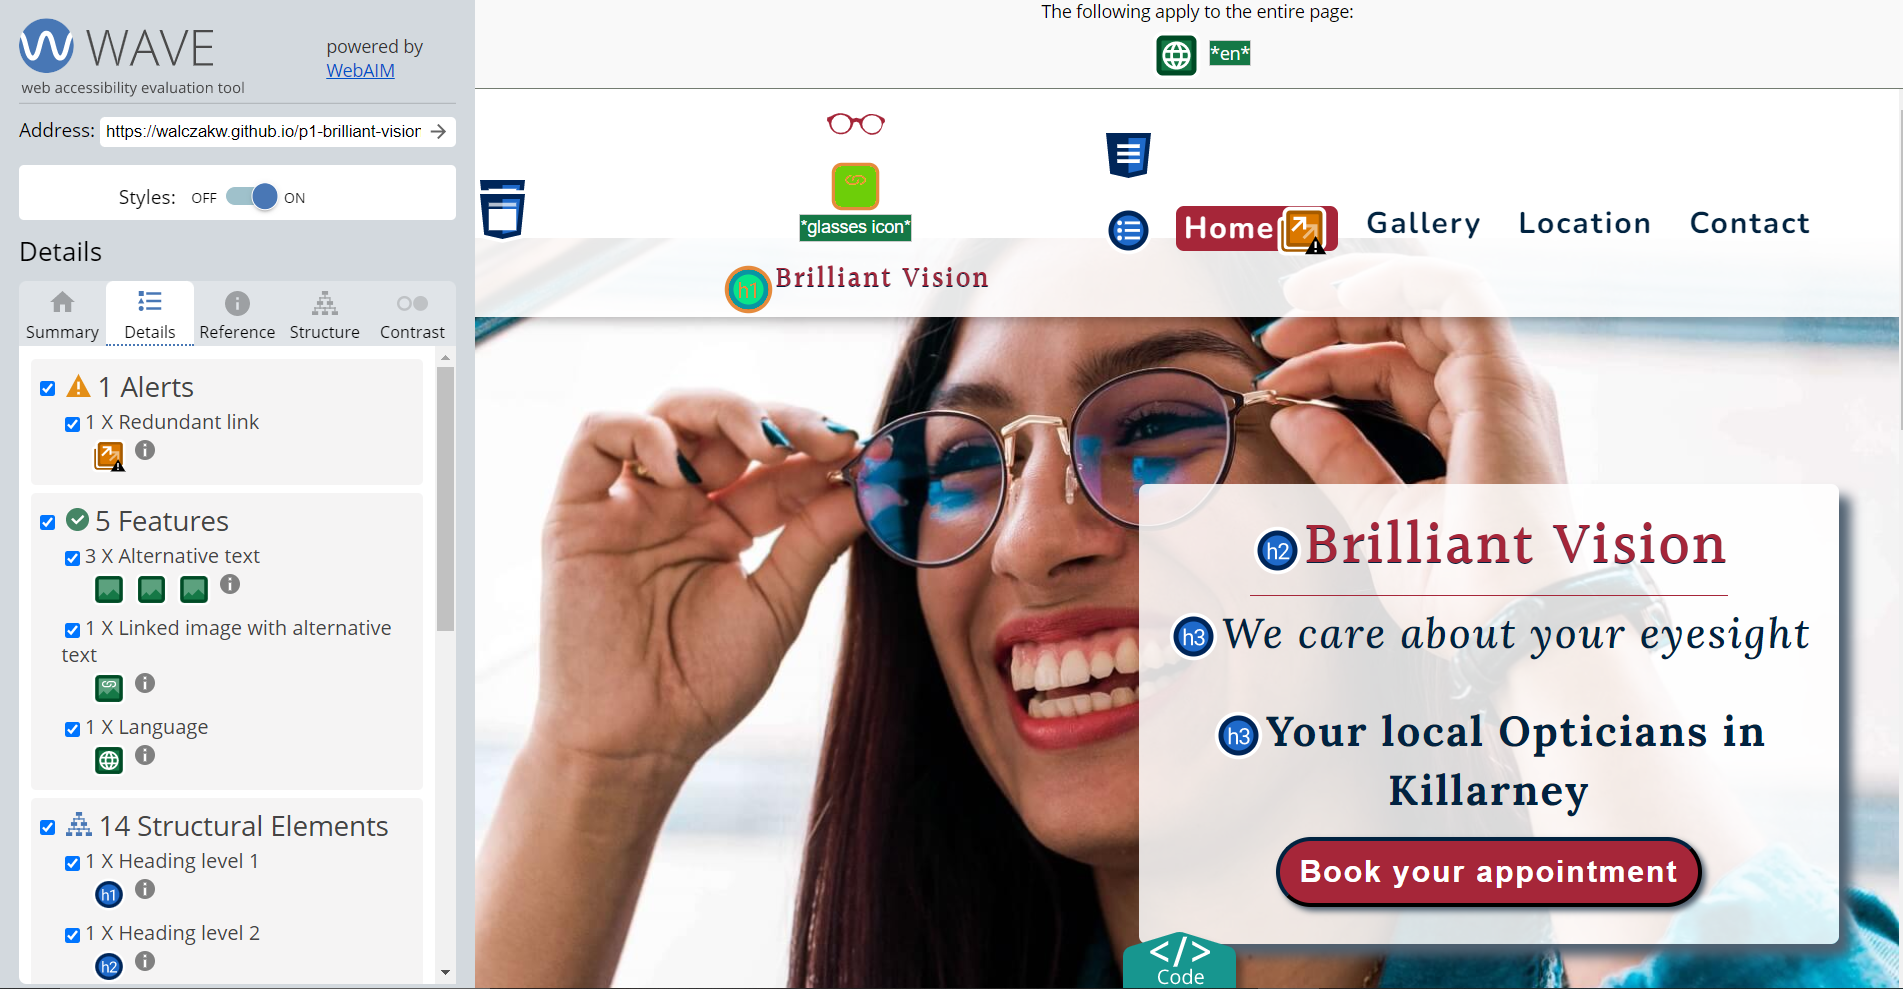 WAVE
web accessibility evaluation tool
powered by
WebAIM
Address: https://walczakw.github.io/p1-brilliant-vision
Styles: OFF ON
Details
Summary Details Reference Structure Contrast
1 Alerts
1 X Redundant link
5 Features
3 X Alternative text
1 X Linked image with alternative
text
1 X Language
14 Structural Elements
1 X Heading level 1
h1
1 X Heading level 2
h2
The following apply to the entire page:
*en*
*glasses icon*
h1 Brilliant Vision
Home Gallery Location Contact
h2 Brilliant Vision
h3 We care about your eyesight
h3 Your local Opticians in
Killarney
Book your appointment
</> 
Code